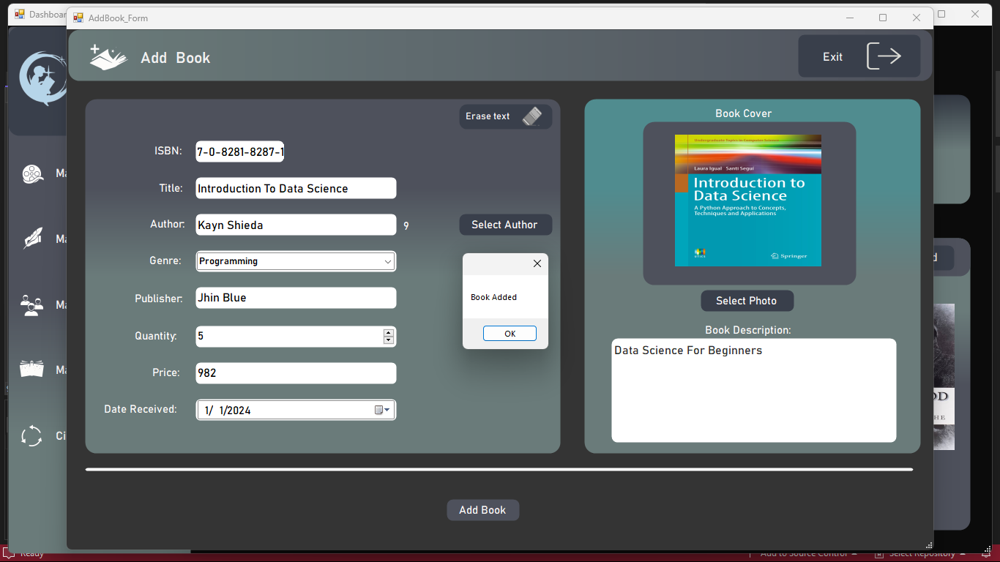 Dashboar
AddBook_Form
Add Book
Exit
Erase text
ISBN:
7-0-8281-8287-1
Title:
Introduction To Data Science
Author:
Kayn Shieda
9
Select Author
Genre:
Programming
Publisher:
Jhin Blue
Quantity:
5
Price:
982
Date Received:
1/ 1/2024
Book Added
OK
Book Cover
Undergraduate Topics in Computer Science
Laura Igual Santi Seguí
Introduction to
Data Science
A Python Approach to Concepts,
Techniques and Applications
UTICS
Springer
Select Photo
Book Description:
Data Science For Beginners
Add Book
Ma
Ma
Ma
Ma
Ci
d
OD
HE
Ready
Add to Source Control
Select Repository